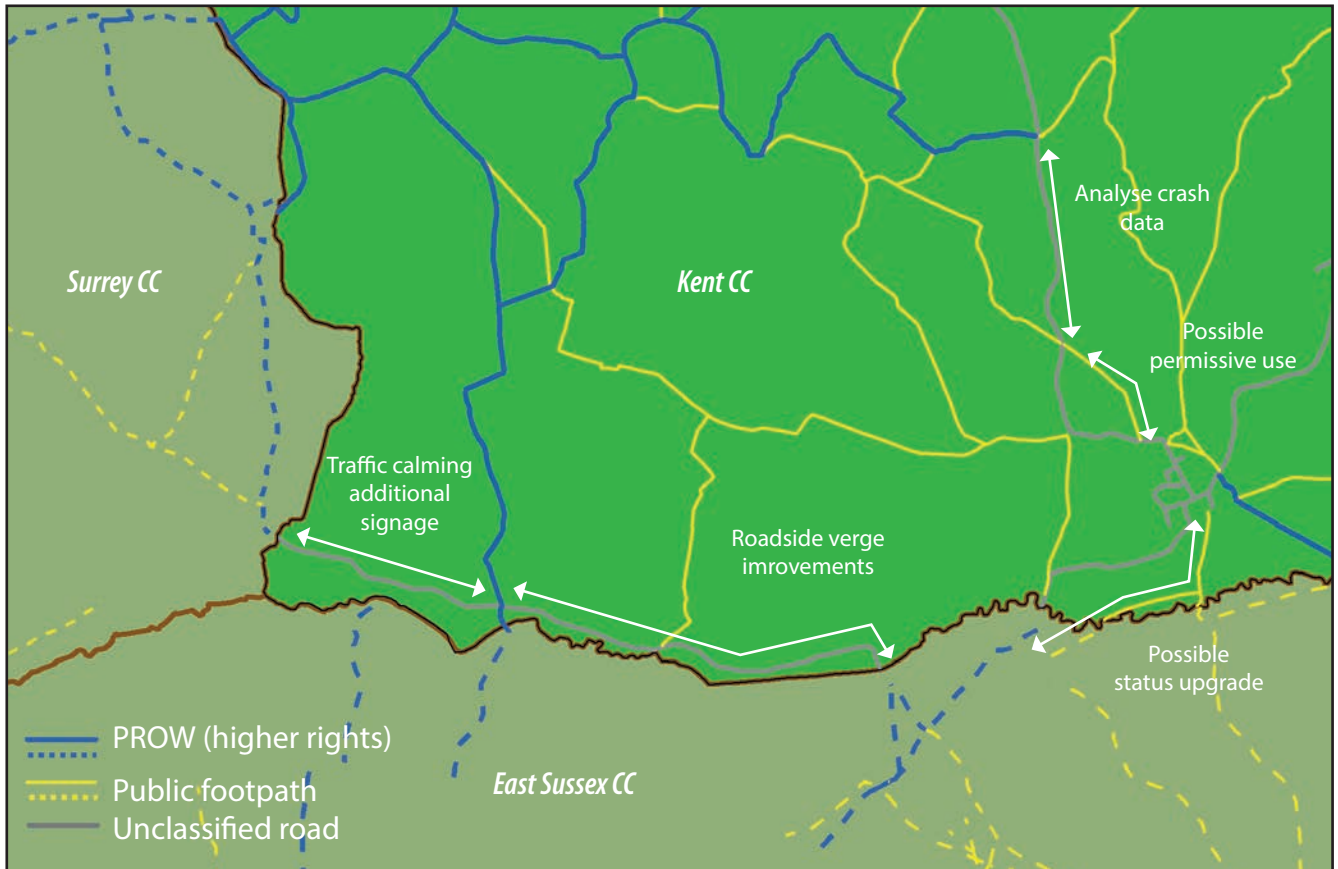 Analyse crash
data
Surrey CC
Kent CC
Possible
permissive use
Traffic calming
additional
signage
Roadside verge
imrovements
Possible
status upgrade
PROW (higher rights)
East Sussex CC
Public footpath
Unclassified road